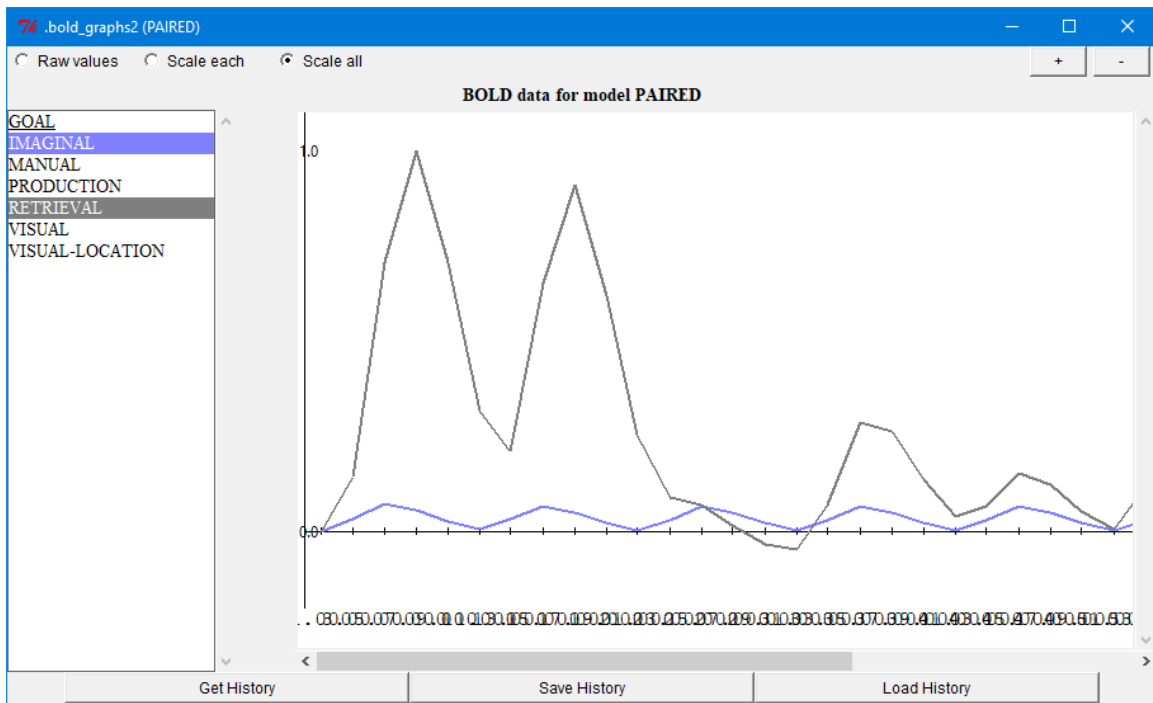 .bold_graphs2 (PAIRED)
Raw values Scale each Scale all + -
BOLD data for model PAIRED
GOAL
IMAGINAL
MANUAL
PRODUCTION
RETRIEVAL
VISUAL
VISUAL-LOCATION
1.0
0.0
Get History Save History Load History